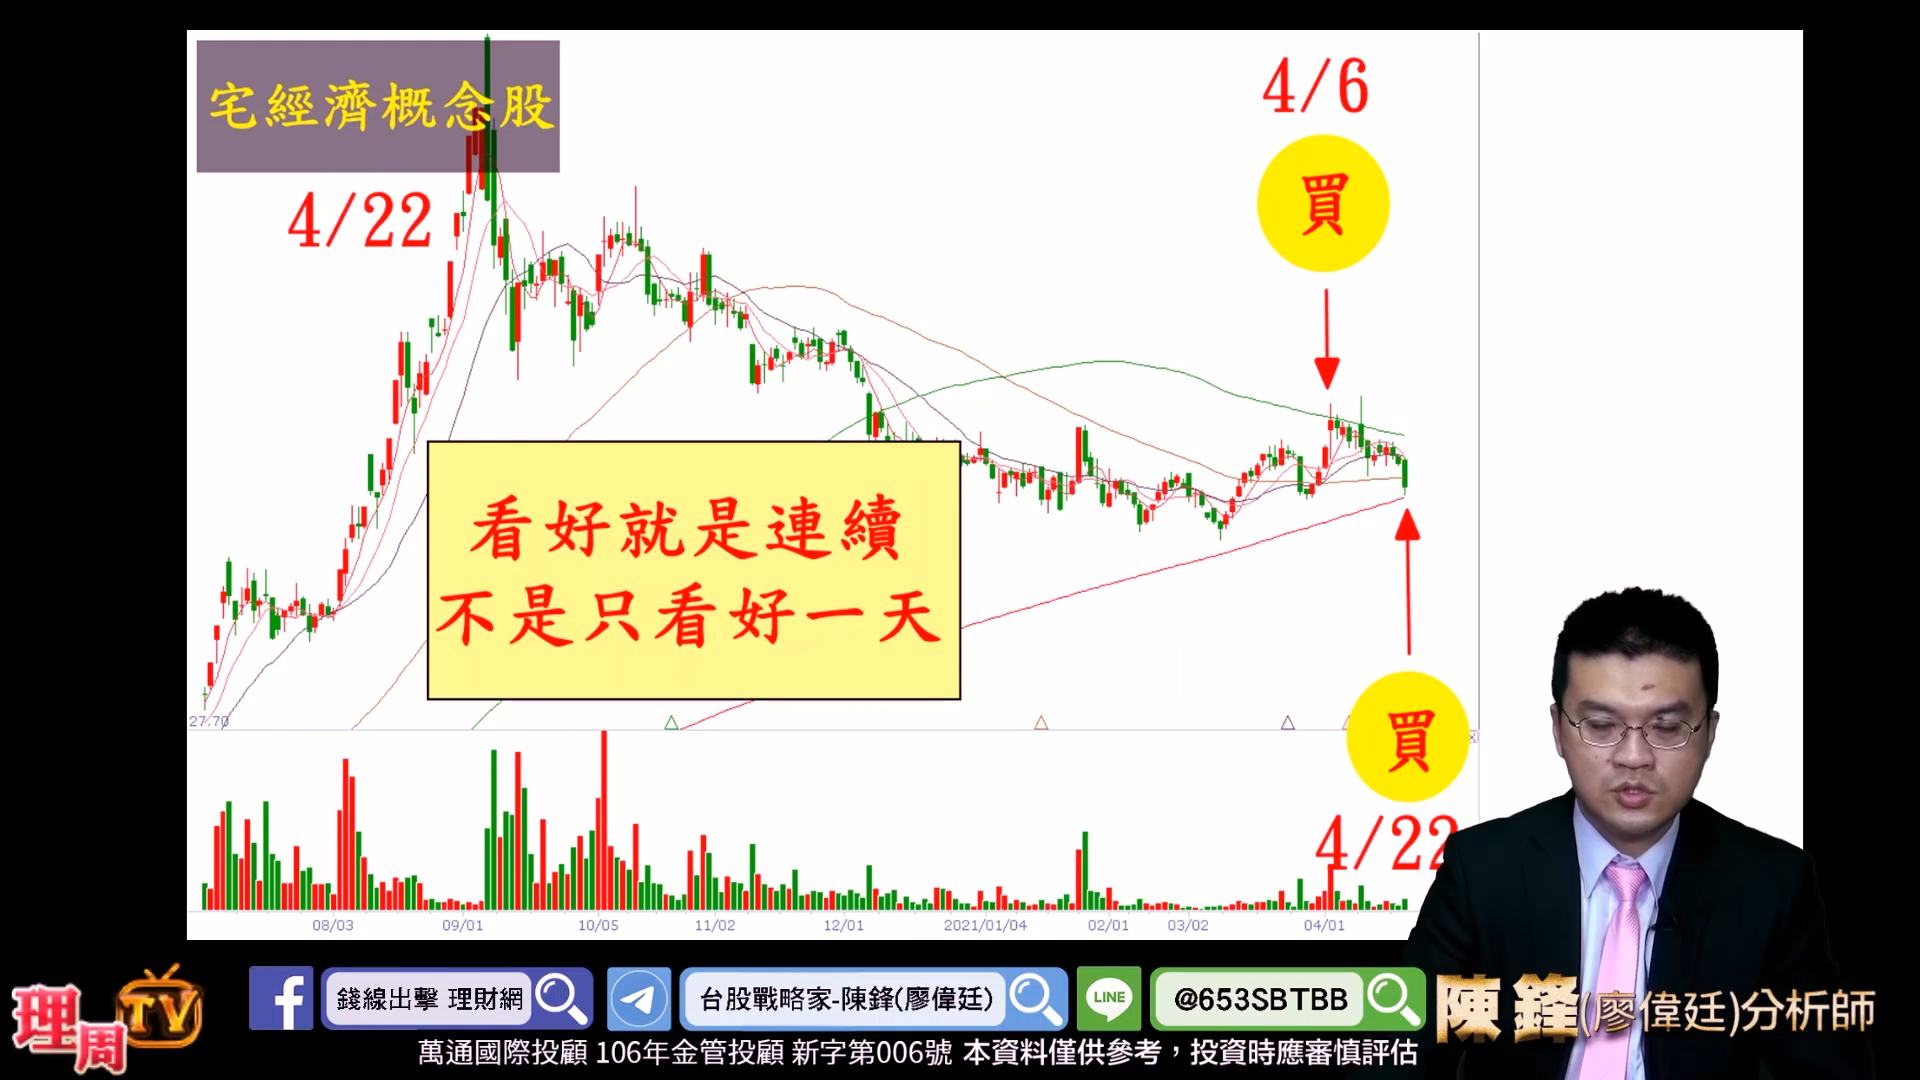 宅經濟概念股
4/22
4/6
買
看好就是連續
不是只看好一天
27.70
買
4/22
08/03
09/01
10/05
11/02
12/01
2021/01/04
02/01
03/02
04/01
理周TV
f
錢線出擊 理財網
台股戰略家-陳鋒(廖偉廷)
LINE
@653SBTBB
陳鋒(廖偉廷)分析師
萬通國際投顧 106年金管投顧 新字第006號 本資料僅供參考，投資時應審慎評估